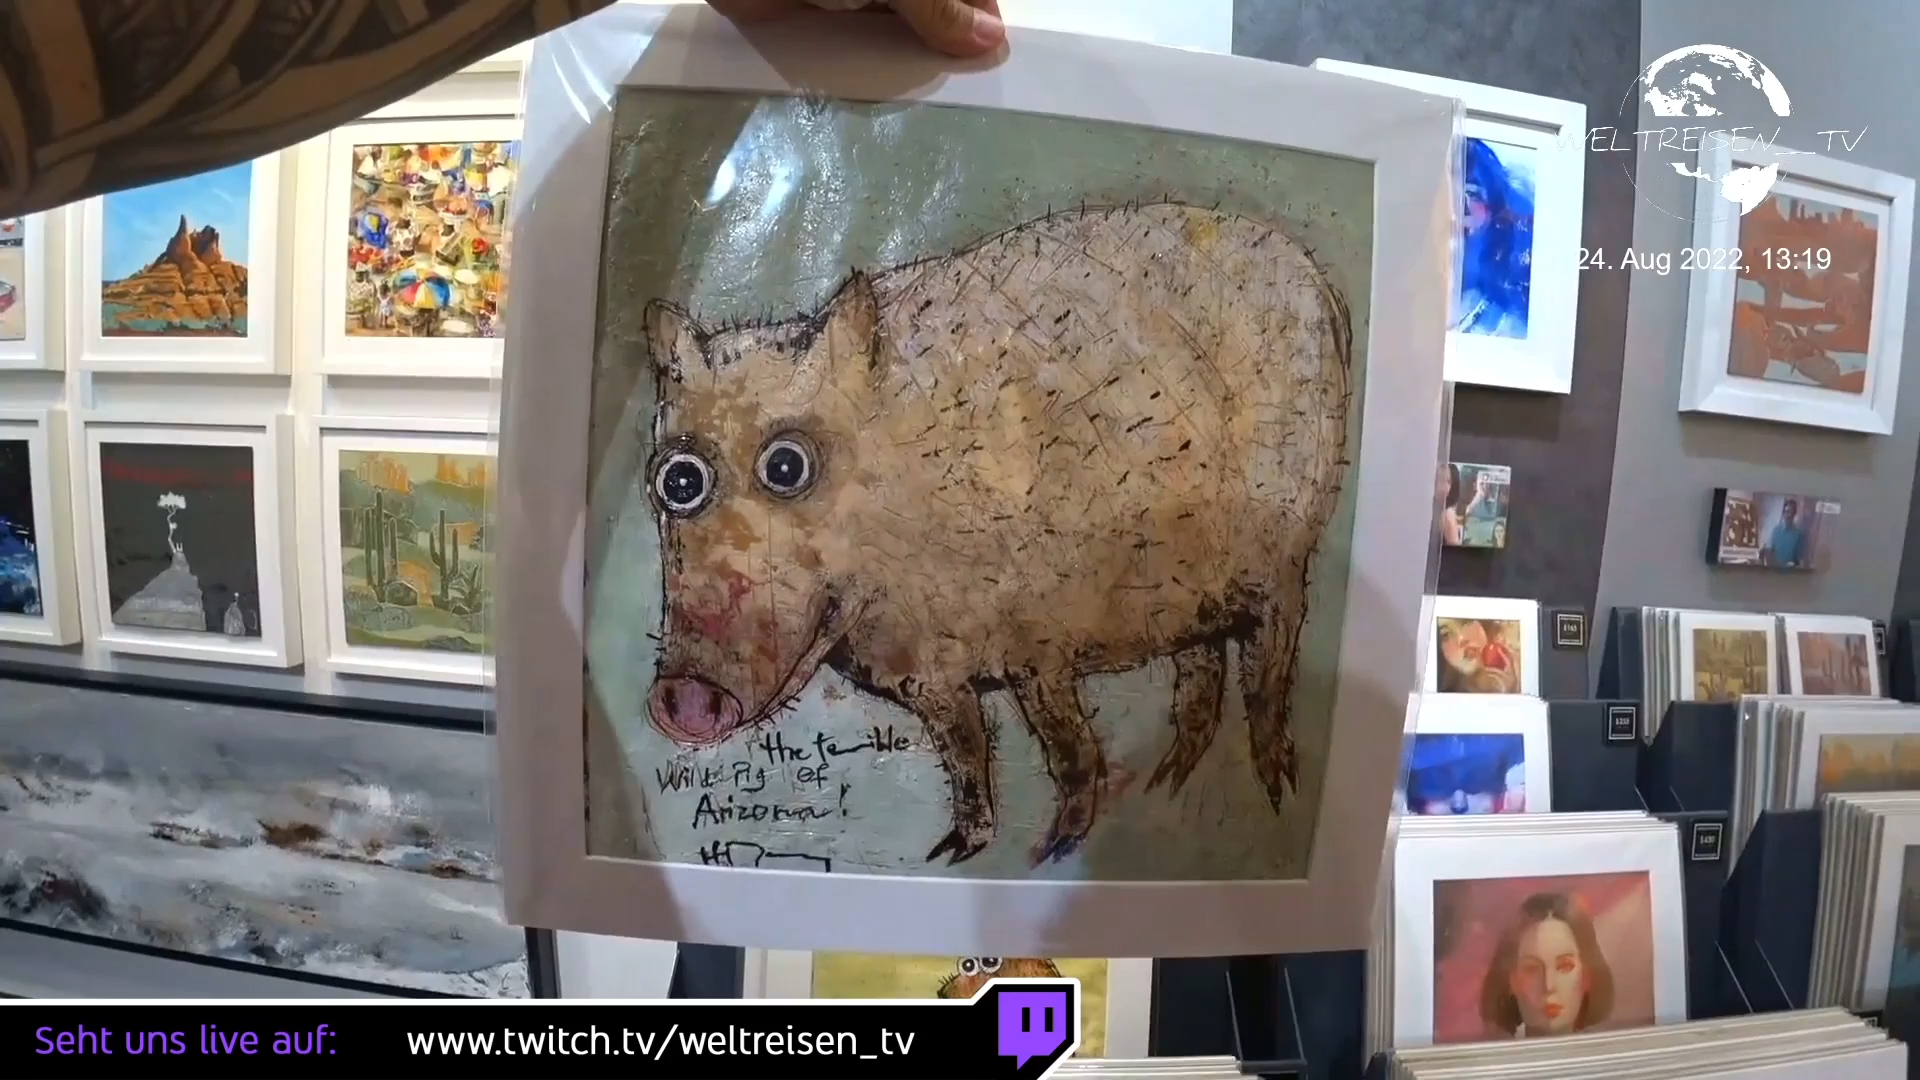 WELTREISEN__TV
24. Aug 2022, 13:19
the terrible
Wild Pig of
Arizona!
Seht uns live auf: www.twitch.tv/weltreisen_tv